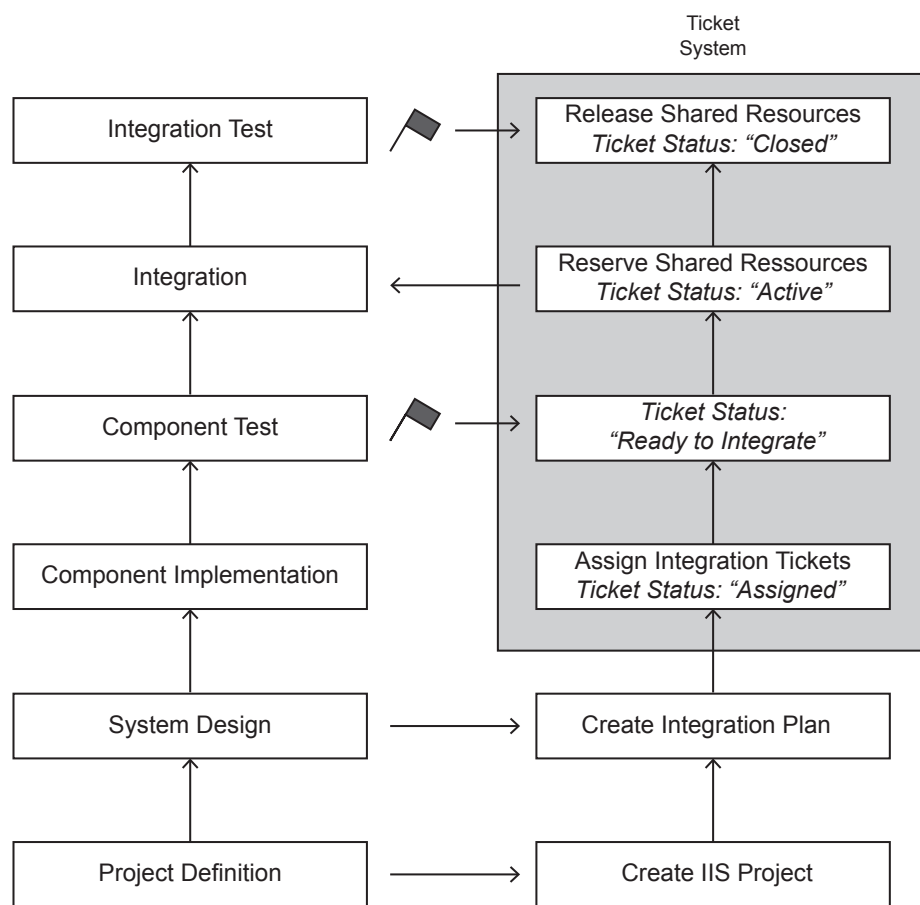 Ticket
System
Integration Test
Release Shared Resources
Ticket Status: “Closed”
Integration
Reserve Shared Ressources
Ticket Status: “Active”
Component Test
Ticket Status:
“Ready to Integrate”
Component Implementation
Assign Integration Tickets
Ticket Status: “Assigned”
System Design
Create Integration Plan
Project Definition
Create IIS Project